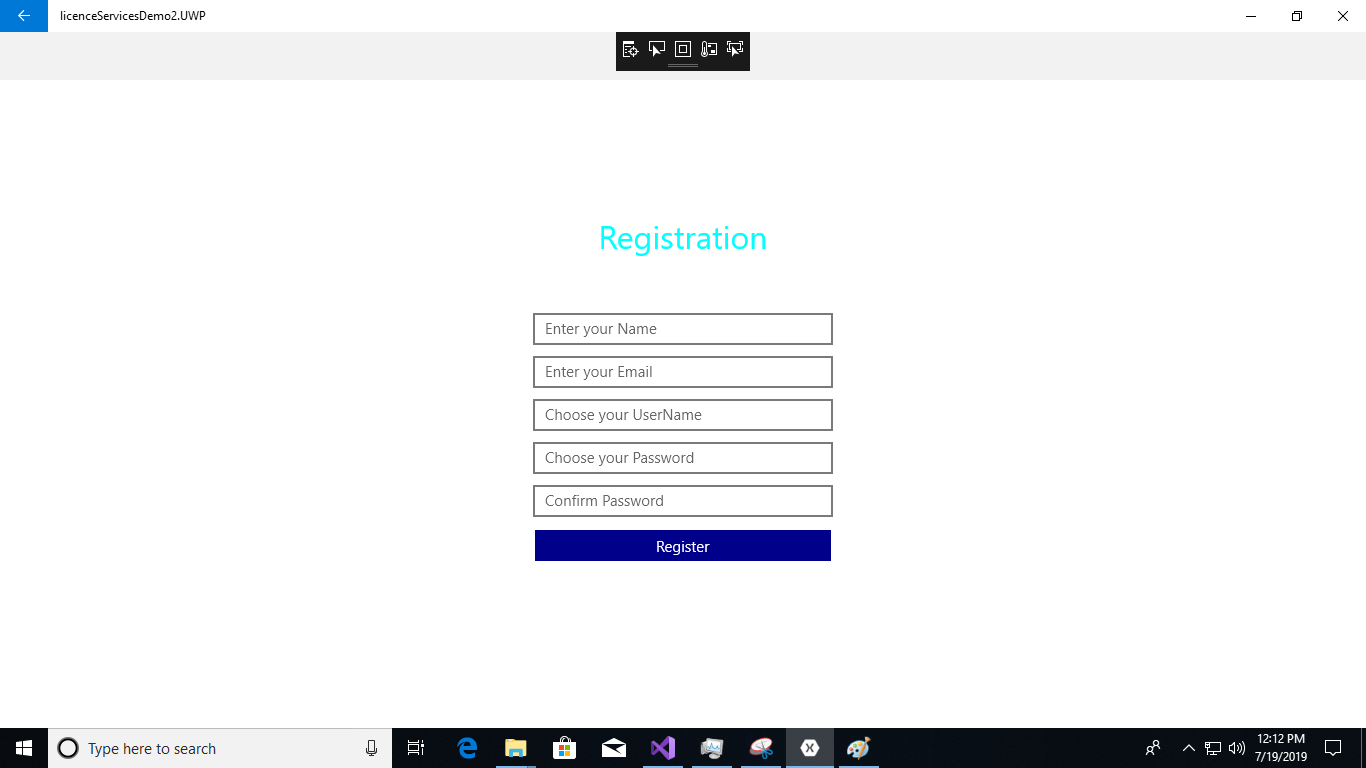 licenceServicesDemo2.UWP
Registration
Enter your Name
Enter your Email
Choose your UserName
Choose your Password
Confirm Password
Register
Type here to search
12:12 PM
7/19/2019